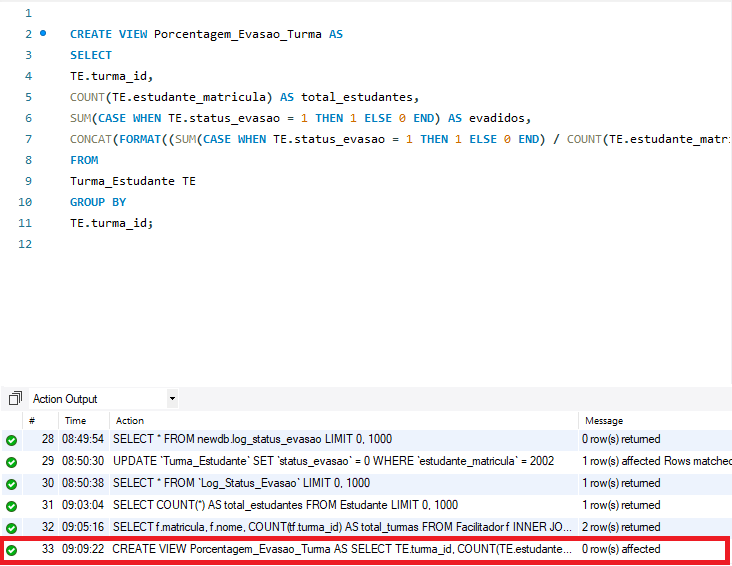 1
2 CREATE VIEW Porcentagem_Evasao_Turma AS
3 SELECT
4 TE.turma_id,
5 COUNT(TE.estudante_matricula) AS total_estudantes,
6 SUM(CASE WHEN TE.status_evasao = 1 THEN 1 ELSE 0 END) AS evadidos,
7 CONCAT(FORMAT((SUM(CASE WHEN TE.status_evasao = 1 THEN 1 ELSE 0 END) / COUNT(TE.estudante_matri
8 FROM
9 Turma_Estudante TE
10 GROUP BY
11 TE.turma_id;
12
Action Output
# Time Action Message
28 08:49:54 SELECT * FROM newdb.log_status_evasao LIMIT 0, 1000 0 row(s) returned
29 08:50:30 UPDATE `Turma_Estudante` SET `status_evasao` = 0 WHERE `estudante_matricula` = 2002 1 row(s) affected Rows matched
30 08:50:38 SELECT * FROM `Log_Status_Evasao` LIMIT 0, 1000 1 row(s) returned
31 09:03:04 SELECT COUNT(*) AS total_estudantes FROM Estudante LIMIT 0, 1000 1 row(s) returned
32 09:05:16 SELECT f.matricula, f.nome, COUNT(tf.turma_id) AS total_turmas FROM Facilitador f INNER JO... 2 row(s) returned
33 09:09:22 CREATE VIEW Porcentagem_Evasao_Turma AS SELECT TE.turma_id, COUNT(TE.estudante... 0 row(s) affected